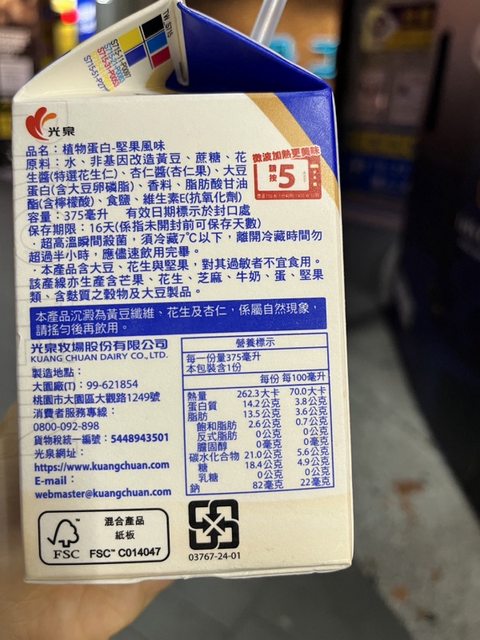 光泉
品名：植物蛋白-堅果風味
原料：水、非基因改造黃豆、蔗糖、花
生醬(特選花生仁)、杏仁醬(杏仁果)、大豆
蛋白(含大豆卵磷脂)、香料、脂肪酸甘油
酯(含檸檬酸)、食鹽、維生素E(抗氧化劑)
容量：375毫升 有效日期標示於封口處
保存期限：16天(係指未開封前可保存天數)
．超高溫瞬間殺菌，須冷藏7°C以下，離開冷藏時間勿
超過半小時，應儘速飲用完畢。
．本產品含大豆、花生與堅果，對其過敏者不宜食用。
該產線亦生產含芒果、花生、芝麻、牛奶、蛋、堅果
類、含麩質之穀物及大豆製品。
微波加熱更美味
請按5
本產品沉澱為黃豆纖維、花生及杏仁，係屬自然現象，
請搖勻後再飲用。
光泉牧場股份有限公司
KUANG CHUAN DAIRY CO., LTD.
製造地點：
大園廠(T)：99-621854
桃園市大園區大觀路1249號
消費者服務專線：
0800-092-898
貨物稅統一編號：5448943501
光泉網址：
https://www.kuangchuan.com
E-mail：
webmaster@kuangchuan.com
營養標示
每一份量375毫升
本包裝含1份
每份 每100毫升
熱量 262.3大卡 70.0大卡
蛋白質 14.2公克 3.8公克
脂肪 13.5公克 3.6公克
飽和脂肪 2.6公克 0.7公克
反式脂肪 0公克 0公克
膽固醇 0毫克 0毫克
碳水化合物 21.0公克 5.6公克
糖 18.4公克 4.9公克
乳糖 0公克 0公克
鈉 82毫克 22毫克
FSC
混合產品
紙板
FSC™ C014047
03767-24-01